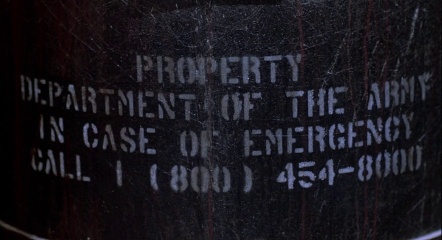 PROPERTY
DEPARTMENT OF THE ARMY
IN CASE OF EMERGENCY
CALL 1 (800) 454-8000